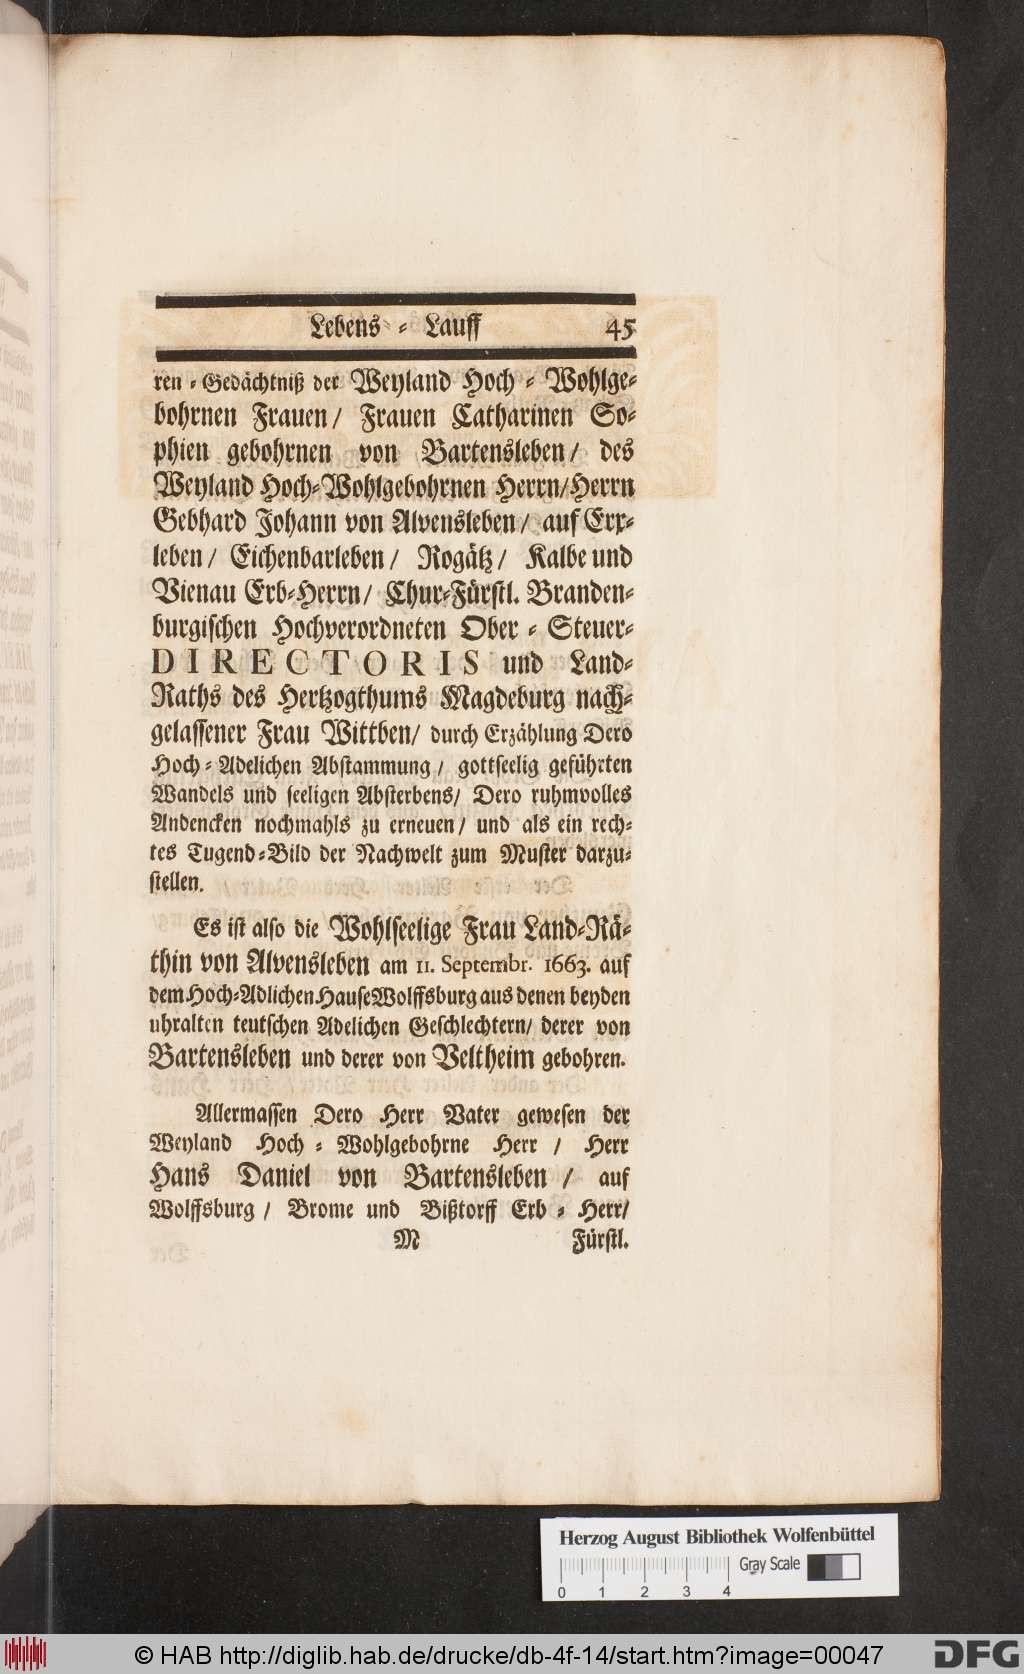 Lebens-Lauff 45
ren-Gedächtniß der Weyland Hoch-Wohlge-
bohrnen Frauen/ Frauen Catharinen So-
phien gebohrnen von Bartensleben/ des
Weyland Hoch-Wohlgebohrnen Herrn/Herrn
Gebhard Johann von Alvensleben/ auf Erx-
leben/ Eichenbarleben/ Rogätz/ Kalbe und
Vienau Erb-Herrn/ Chur-Fürstl. Branden-
burgischen Hochverordneten Ober-Steuer-
DIRECTORIS und Land-
Raths des Hertzogthums Magdeburg nach-
gelassener Frau Wittben/ durch Erzählung Dero
Hoch-Adelichen Abstammung/ gottseelig geführten
Wandels und seeligen Absterbens/ Dero ruhmvolles
Andencken nochmahls zu erneuen/ und als ein rech-
tes Tugend-Bild der Nachwelt zum Muster darzu-
stellen.
Es ist also die Wohlseelige Frau Land-Rä-
thin von Alvensleben am 11. Septembr. 1663. auf
dem Hoch-Adlichen Hause Wolffsburg aus denen beyden
uhralten teutschen Adelichen Geschlechtern/ derer von
Bartensleben und derer von Veltheim gebohren.
Allermassen Dero Herr Vater gewesen der
Weyland Hoch-Wohlgebohrne Herr / Herr
Hans Daniel von Bartensleben / auf
Wolffsburg / Brome und Bißtorff Erb-Herr/
M Fürstl.
Herzog August Bibliothek Wolfenbüttel
Gray Scale
0 1 2 3 4
© HAB http://diglib.hab.de/drucke/db-4f-14/start.htm?image=00047
DFG